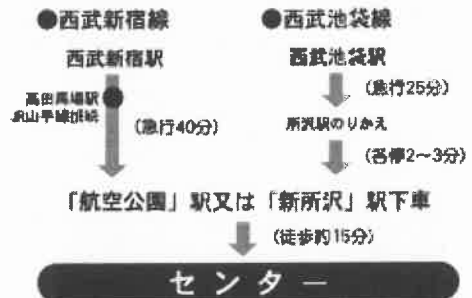 ●西武新宿線
西武新宿駅
高田馬場駅
JR山手線接続
(急行40分)
●西武池袋線
西武池袋駅
(急行25分)
所沢駅のりかえ
(各停2〜3分)
「航空公園」駅又は「新所沢」駅下車
(徒歩約15分)
センター